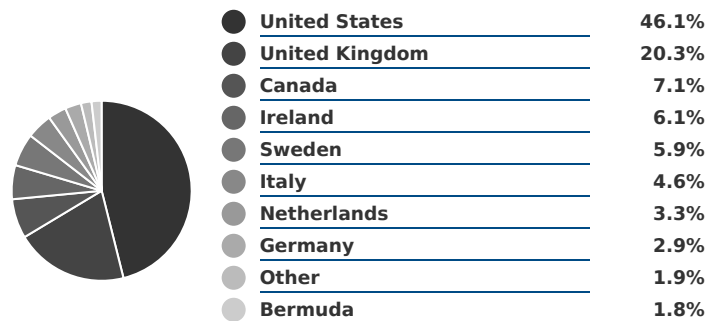 United States 46.1%
United Kingdom 20.3%
Canada 7.1%
Ireland 6.1%
Sweden 5.9%
Italy 4.6%
Netherlands 3.3%
Germany 2.9%
Other 1.9%
Bermuda 1.8%